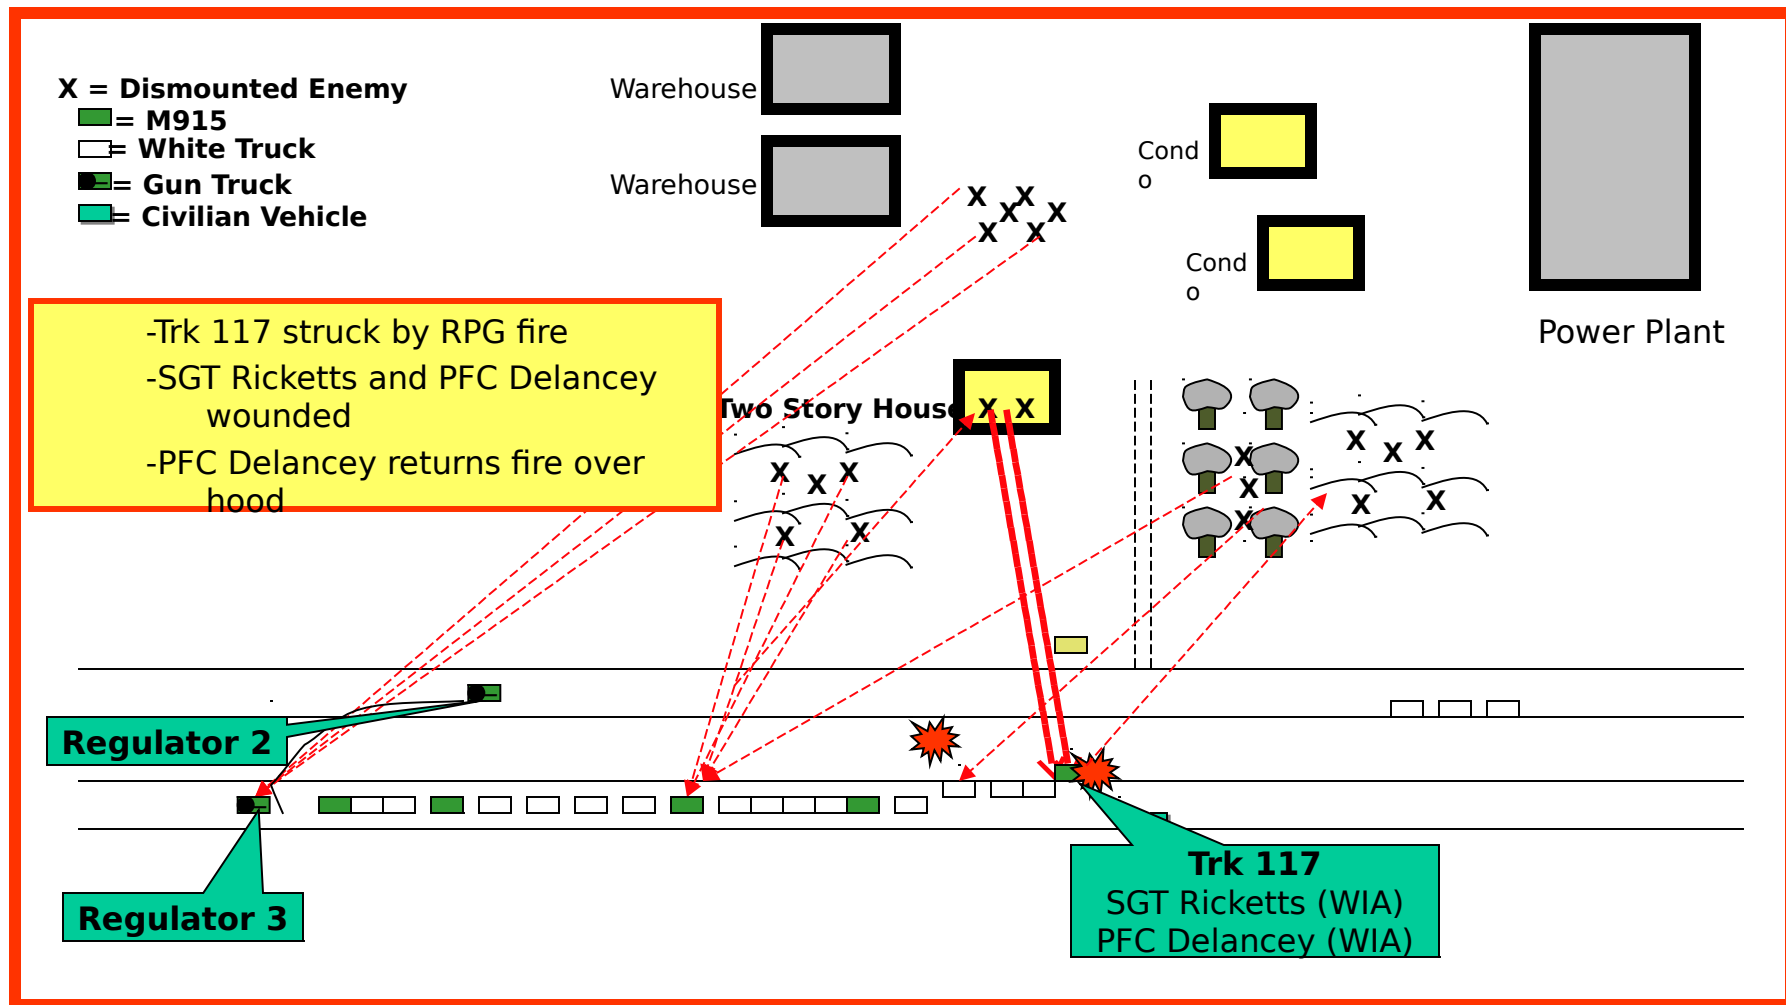 X = Dismounted Enemy
= M915
= White Truck
= Gun Truck
= Civilian Vehicle
Warehouse
Warehouse
Cond
o
Cond
o
Power Plant
X X
X X
X X
-Trk 117 struck by RPG fire
-SGT Ricketts and PFC Delancey
wounded
-PFC Delancey returns fire over
hood
Two Story House
X X
X X X
X X
X
X
X
X X X
X X
Regulator 2
Regulator 3
Trk 117
SGT Ricketts (WIA)
PFC Delancey (WIA)